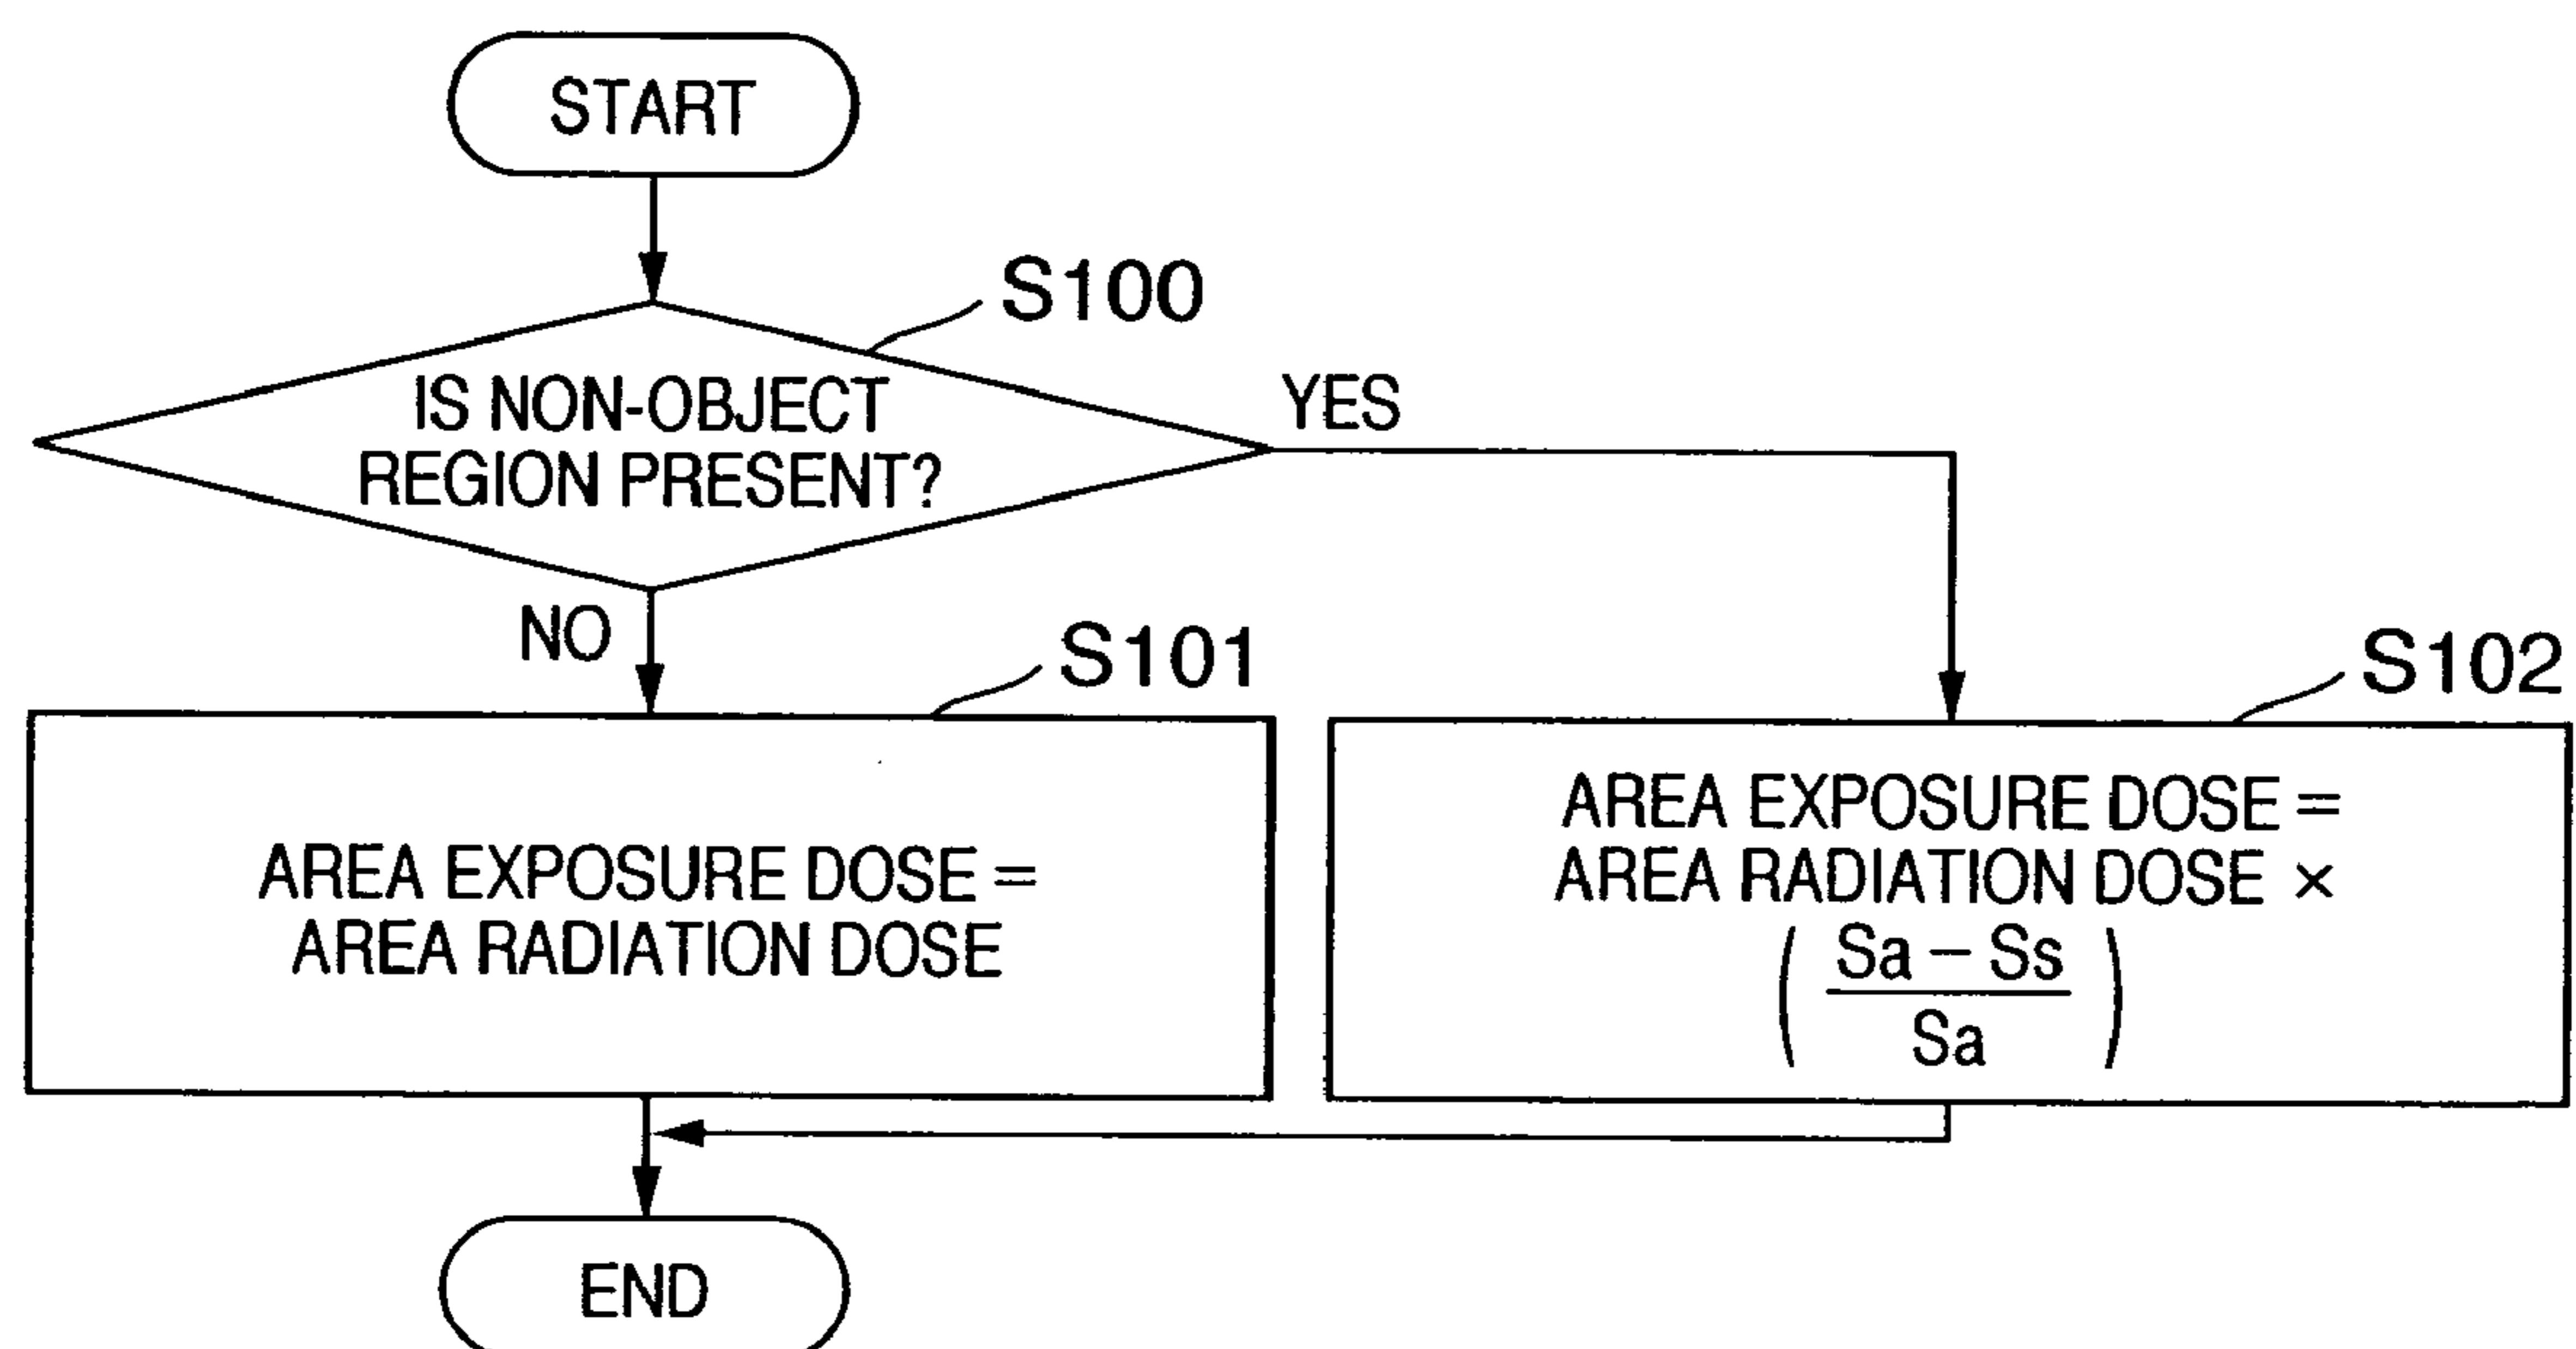 START
S100
IS NON-OBJECT
REGION PRESENT?
YES
NO
S101
AREA EXPOSURE DOSE =
AREA RADIATION DOSE
S102
AREA EXPOSURE DOSE =
AREA RADIATION DOSE ×
( Sa – Ss
Sa )
END